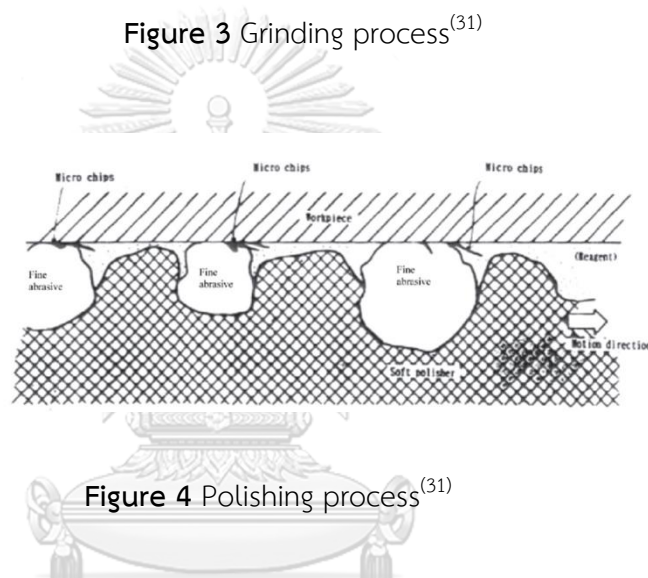 Figure 3 Grinding process(31)
Micro chips
Micro chips
Micro chips
Workpiece
(Reagent)
Fine
abrasive
Fine
abrasive
Fine
abrasive
Motion direction
Soft polisher
Figure 4 Polishing process(31)